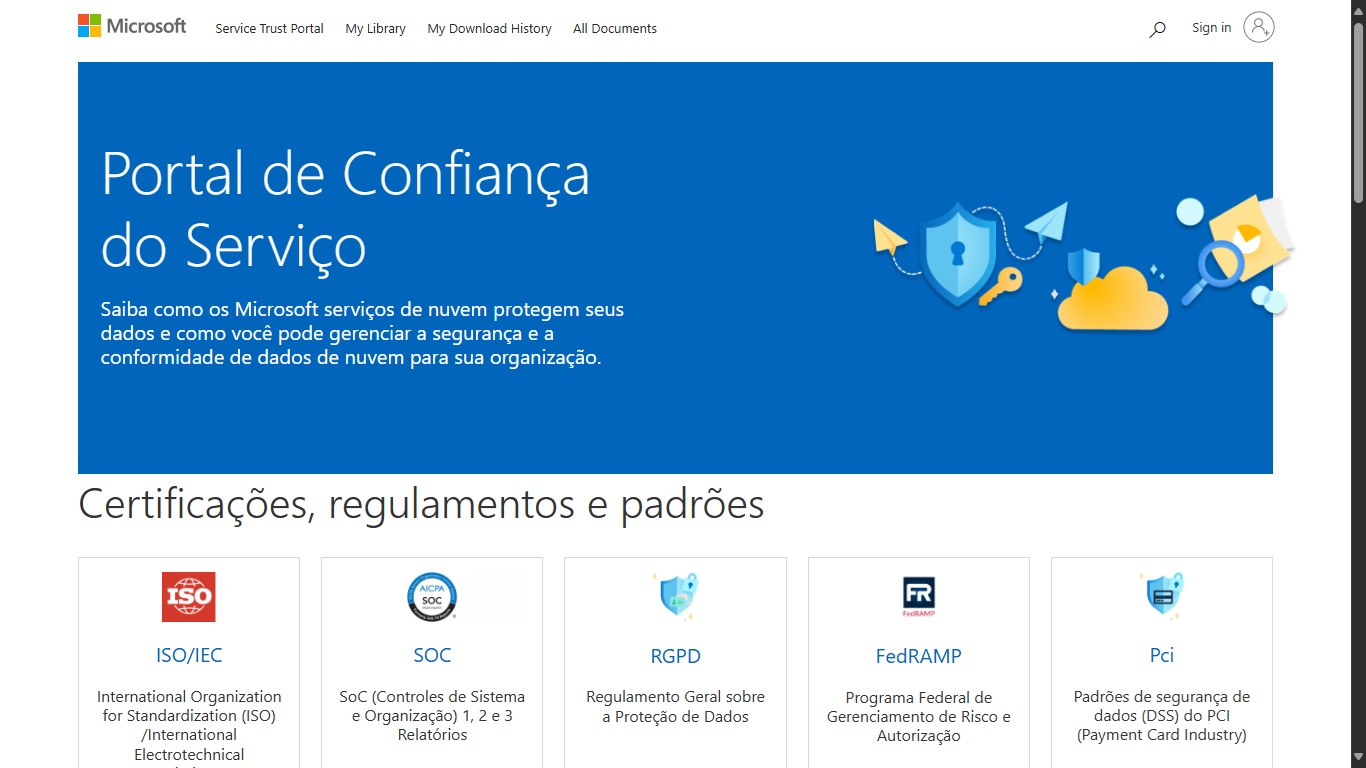 Microsoft
Service Trust Portal
My Library
My Download History
All Documents
Sign in
Portal de Confiança
do Serviço
Saiba como os Microsoft serviços de nuvem protegem seus
dados e como você pode gerenciar a segurança e a
conformidade de dados de nuvem para sua organização.
Certificações, regulamentos e padrões
ISO
ISO/IEC
International Organization
for Standardization (ISO)
/International
Electrotechnical
AICPA
SOC
SOC
SoC (Controles de Sistema
e Organização) 1, 2 e 3
Relatórios
RGPD
Regulamento Geral sobre
a Proteção de Dados
FR
FedRAMP
FedRAMP
Programa Federal de
Gerenciamento de Risco e
Autorização
Pci
Padrões de segurança de
dados (DSS) do PCI
(Payment Card Industry)